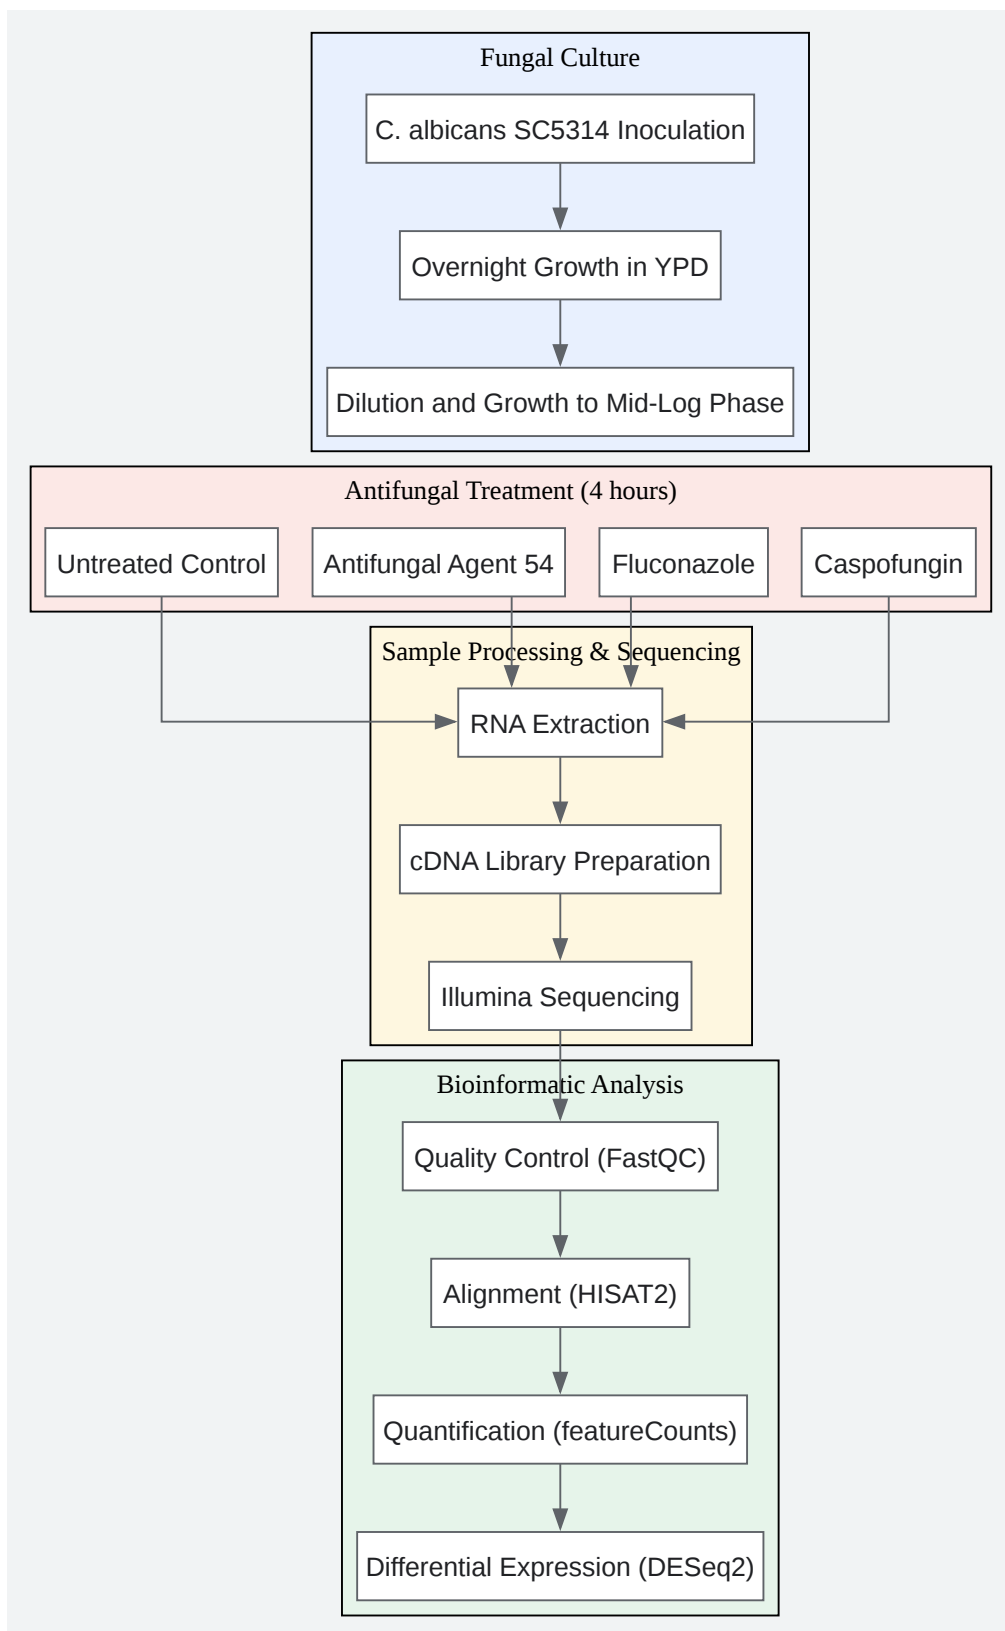 Fungal Culture
C. albicans SC5314 Inoculation
Overnight Growth in YPD
Dilution and Growth to Mid-Log Phase
Antifungal Treatment (4 hours)
Untreated Control
Antifungal Agent 54
Fluconazole
Caspofungin
Sample Processing & Sequencing
RNA Extraction
cDNA Library Preparation
Illumina Sequencing
Bioinformatic Analysis
Quality Control (FastQC)
Alignment (HISAT2)
Quantification (featureCounts)
Differential Expression (DESeq2)